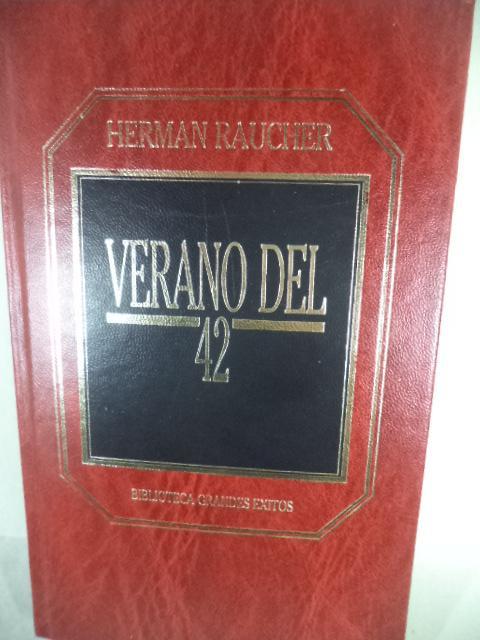 HERMAN RAUCHER
VERANO DEL
42
BIBLIOTECA GRANDES EXITOS